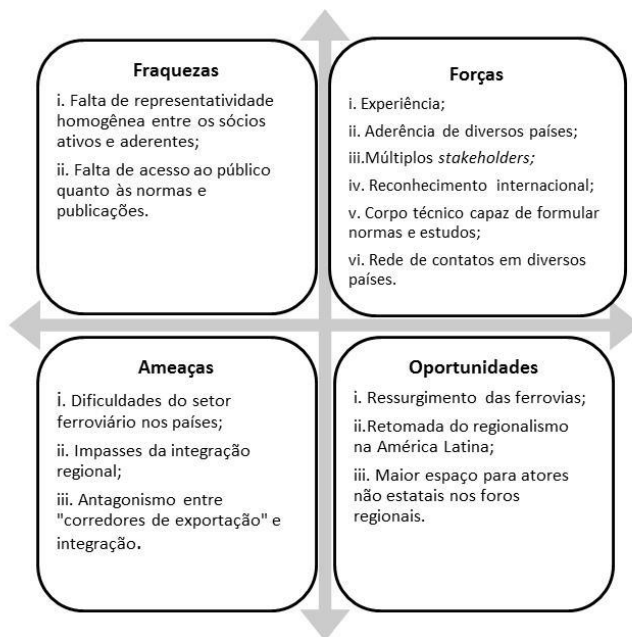 Fraquezas
i. Falta de representatividade
homogênea entre os sócios
ativos e aderentes;
ii. Falta de acesso ao público
quanto às normas e
publicações.
Forças
i. Experiência;
ii. Aderência de diversos países;
iii.Múltiplos stakeholders;
iv. Reconhecimento internacional;
v. Corpo técnico capaz de formular
normas e estudos;
vi. Rede de contatos em diversos
países.
Ameaças
i. Dificuldades do setor
ferroviário nos países;
ii. Impasses da integração
regional;
iii. Antagonismo entre
"corredores de exportação" e
integração.
Oportunidades
i. Ressurgimento das ferrovias;
ii.Retomada do regionalismo
na América Latina;
iii. Maior espaço para atores
não estatais nos foros
regionais.